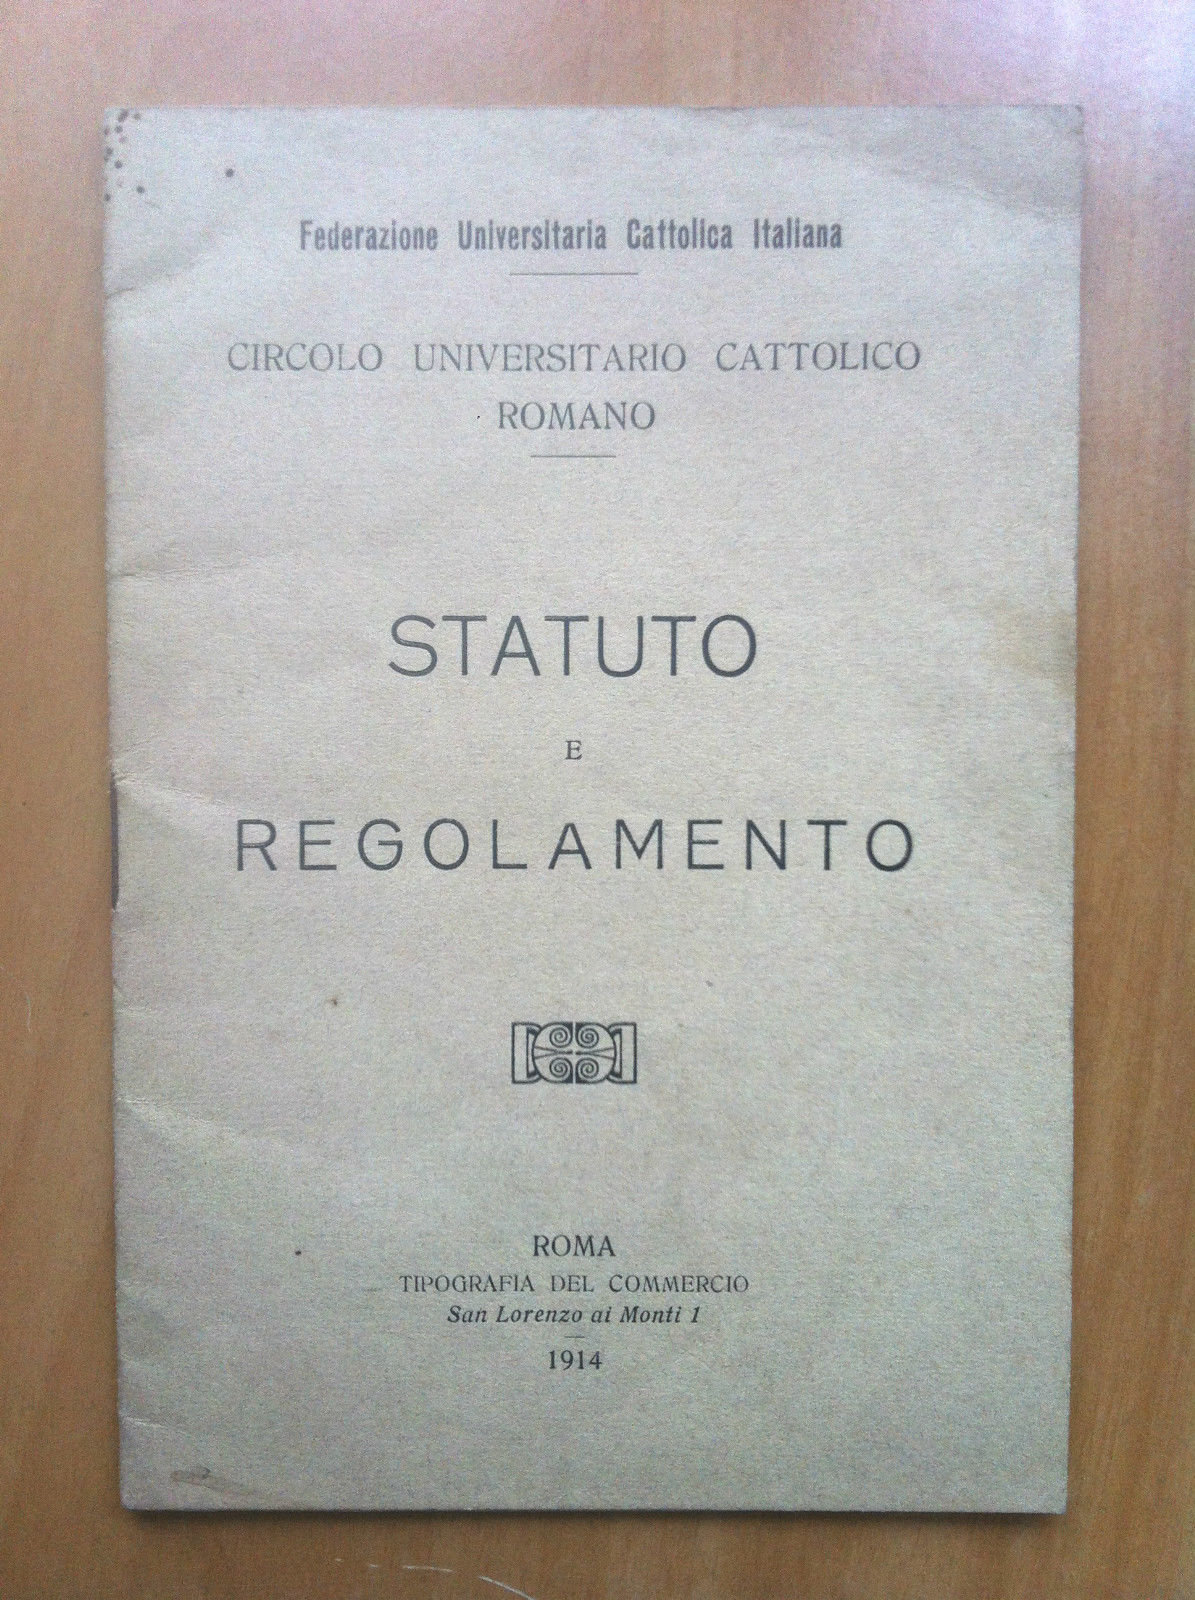 Federazione Universitaria Cattolica Italiana
CIRCOLO UNIVERSITARIO CATTOLICO
ROMANO
STATUTO
E
REGOLAMENTO
ROMA
TIPOGRAFIA DEL COMMERCIO
San Lorenzo ai Monti 1
1914